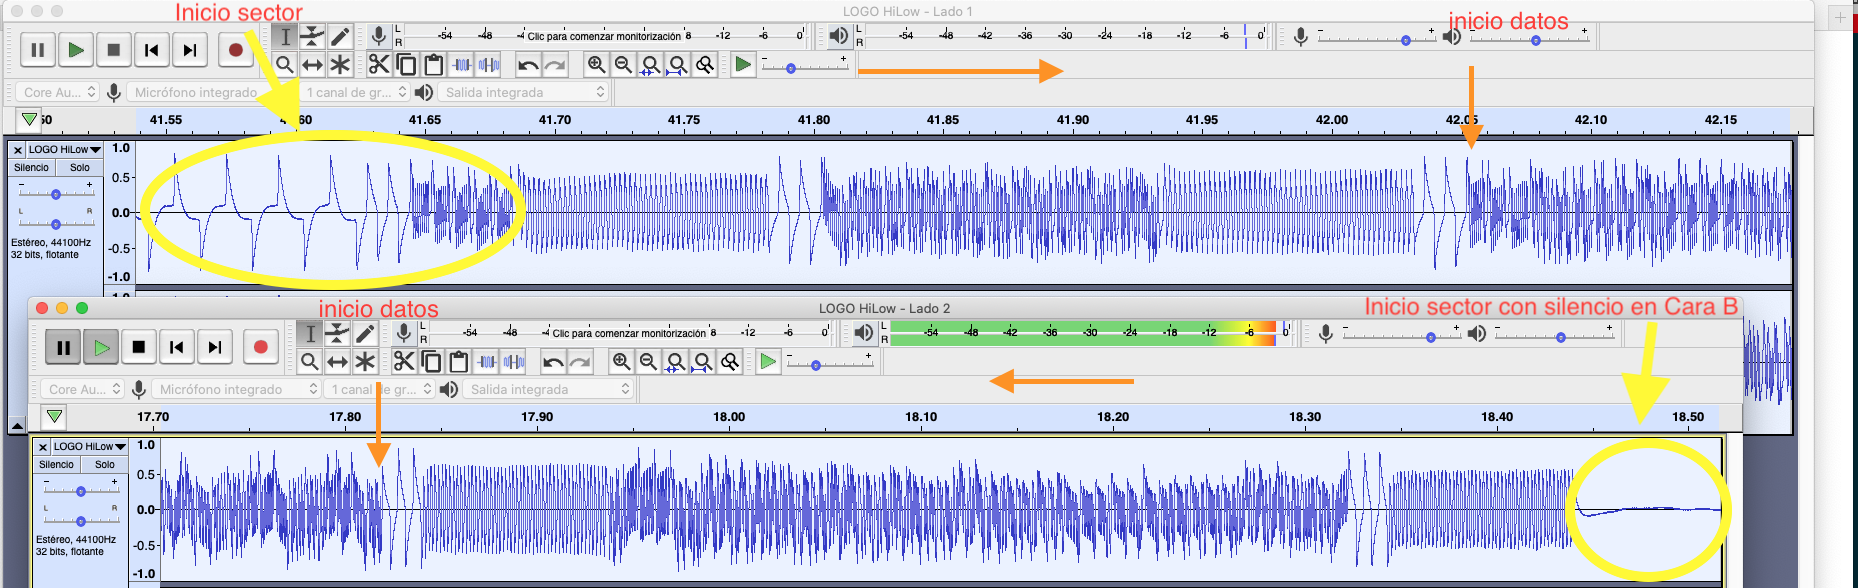 Inicio sector
LOGO HiLow - Lado 1
inicio datos
L
R
-54 -48 -4 Clic para comenzar monitorización 8 -12 -6 0
L
R
-54 -48 -42 -36 -30 -24 -18 -12 -6 0
Core Au...
Micrófono integrado
1 canal de gr...
Salida integrada
41.55 41.60 41.65 41.70 41.75 41.80 41.85 41.90 41.95 42.00 42.05 42.10 42.15
LOGO HiLow
Silencio Solo
L R
Estéreo, 44100Hz
32 bits, flotante
1.0
0.5
0.0
-0.5
-1.0
inicio datos
LOGO HiLow - Lado 2
Inicio sector con silencio en Cara B
L
R
-54 -48 -4 Clic para comenzar monitorización 8 -12 -6 0
L
R
-54 -48 -42 -36 -30 -24 -18 -12 -6 0
Core Au...
Micrófono integrado
1 canal de gr...
Salida integrada
17.70 17.80 17.90 18.00 18.10 18.20 18.30 18.40 18.50
LOGO HiLow
Silencio Solo
L R
Estéreo, 44100Hz
32 bits, flotante
1.0
0.5
0.0
-0.5
-1.0